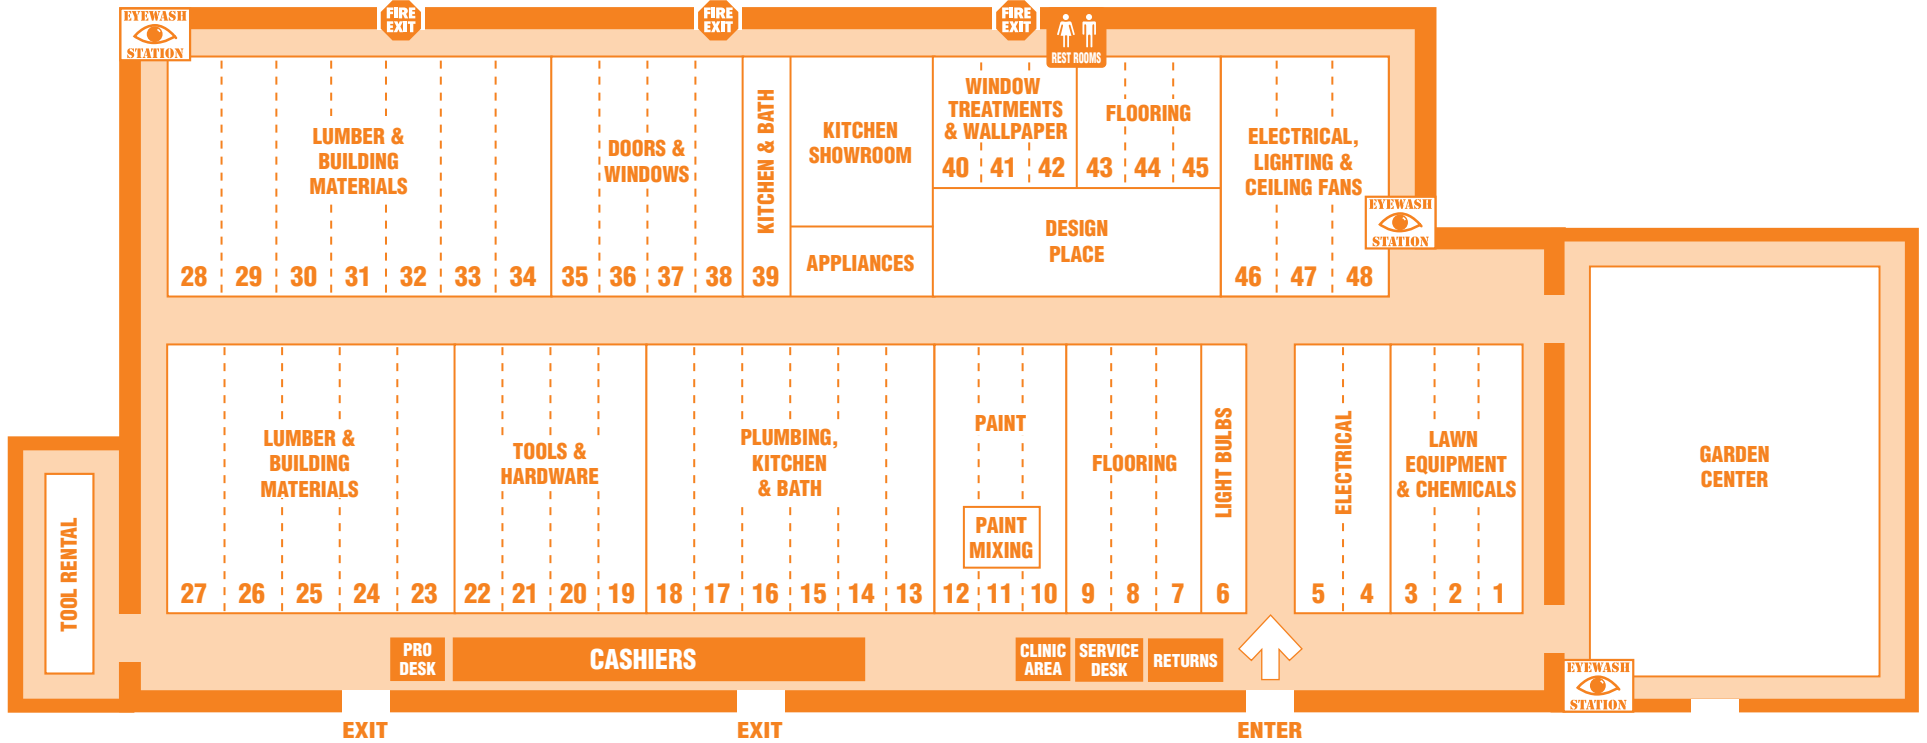 EYEWASH
STATION
FIRE
EXIT
FIRE
EXIT
FIRE
EXIT
REST ROOMS
LUMBER &
BUILDING
MATERIALS
28 29 30 31 32 33 34
DOORS &
WINDOWS
35 36 37 38
KITCHEN & BATH
39
KITCHEN
SHOWROOM
APPLIANCES
WINDOW
TREATMENTS
& WALLPAPER
40 41 42
FLOORING
43 44 45
DESIGN
PLACE
ELECTRICAL,
LIGHTING &
CEILING FANS
46 47 48
EYEWASH
STATION
LUMBER &
BUILDING
MATERIALS
27 26 25 24 23
TOOLS &
HARDWARE
22 21 20 19
PLUMBING,
KITCHEN
& BATH
18 17 16 15 14 13
PAINT
PAINT
MIXING
12 11 10
FLOORING
9 8 7
LIGHT BULBS
6
ELECTRICAL
5 4
LAWN
EQUIPMENT
& CHEMICALS
3 2 1
GARDEN
CENTER
TOOL RENTAL
PRO
DESK
CASHIERS
CLINIC
AREA
SERVICE
DESK
RETURNS
EYEWASH
STATION
EXIT
EXIT
ENTER